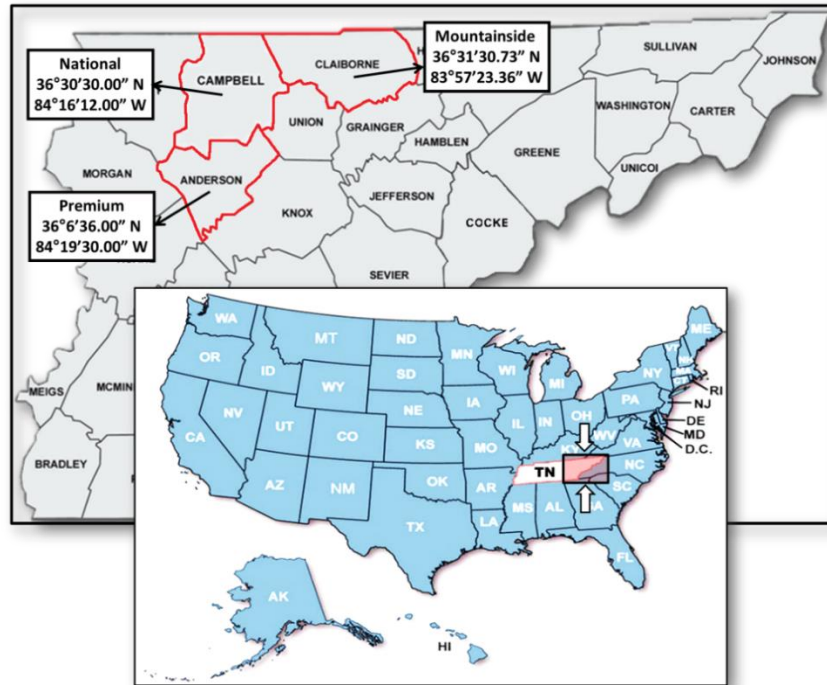 National
36°30'30.00” N
84°16'12.00” W
Mountainside
36°31'30.73” N
83°57'23.36” W
Premium
36°6'36.00” N
84°19'30.00” W
CAMPBELL
CLAIBORNE
H
SULLIVAN
JOHNSON
UNION
GRAINGER
HAMBLEN
WASHINGTON
CARTER
GREENE
UNICOI
MORGAN
ANDERSON
KNOX
JEFFERSON
COCKE
SEVIER
MEIGS
MCMIN
BRADLEY
WA
OR
CA
NV
ID
MT
WY
UT
AZ
CO
NM
ND
SD
NE
KS
OK
TX
MN
IA
MO
AR
LA
WI
IL
IN
MI
OH
KY
TN
MS
AL
GA
FL
SC
NC
VA
WV
PA
NY
VT
NH
MA
CT
ME
RI
NJ
DE
MD
D.C.
AK
HI